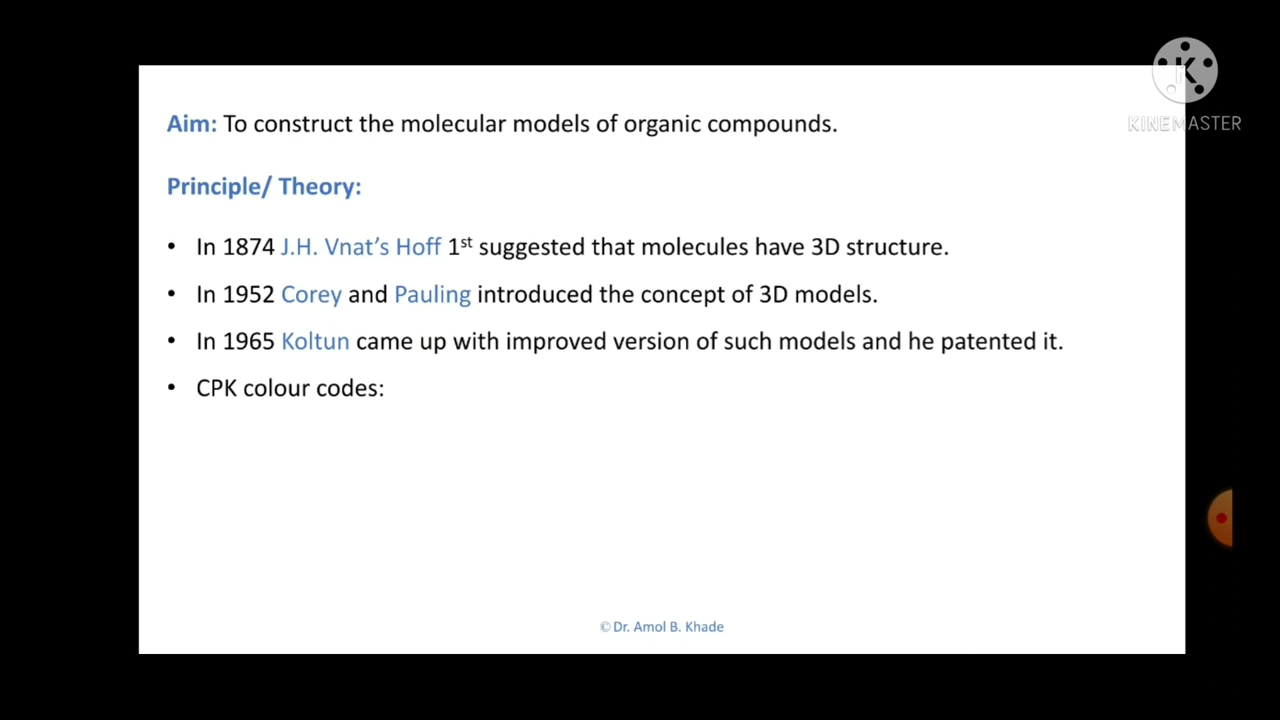 KINEMASTER
Aim: To construct the molecular models of organic compounds.
Principle/ Theory:
• In 1874 J.H. Vnat’s Hoff 1st suggested that molecules have 3D structure.
• In 1952 Corey and Pauling introduced the concept of 3D models.
• In 1965 Koltun came up with improved version of such models and he patented it.
• CPK colour codes:
© Dr. Amol B. Khade